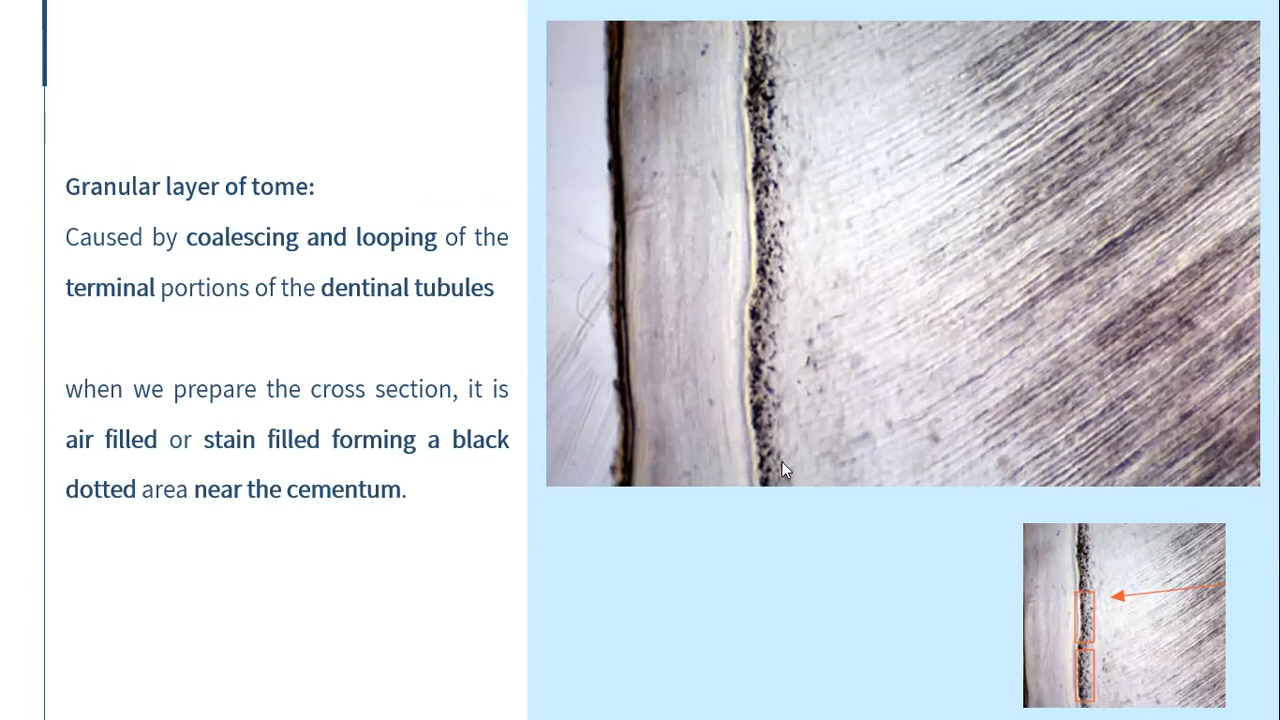 Granular layer of tome:
Caused by coalescing and looping of the
terminal portions of the dentinal tubules
when we prepare the cross section, it is
air filled or stain filled forming a black
dotted area near the cementum.